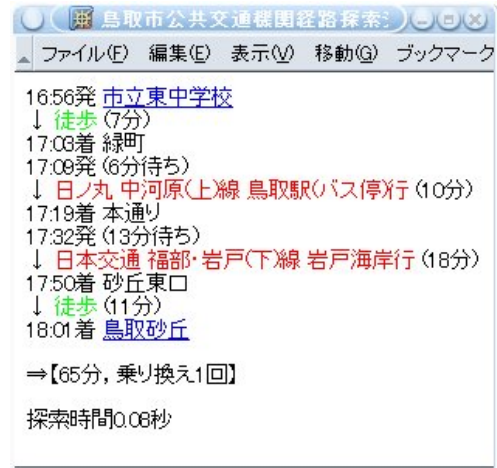 鳥取市公共交通機関経路探索
ファイル(F) 編集(E) 表示(V) 移動(G) ブックマーク
16:56発 市立東中学校
↓ 徒歩 (7分)
17:03着 緑町
17:09発 (6分待ち)
↓ 日ノ丸 中河原(上)線 鳥取駅(バス停)行 (10分)
17:19着 本通り
17:32発 (13分待ち)
↓ 日本交通 福部・岩戸(下)線 岩戸海岸行 (18分)
17:50着 砂丘東口
↓ 徒歩 (11分)
18:01着 鳥取砂丘
⇒【65分, 乗り換え1回】
探索時間0.08秒